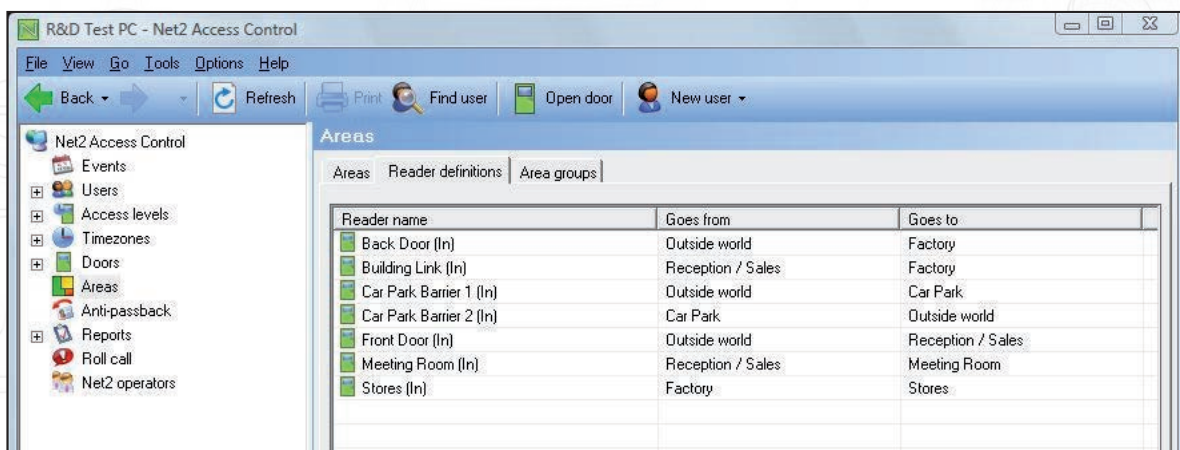 R&D Test PC - Net2 Access Control
File View Go Tools Options Help
Back Refresh Print Find user Open door New user
Net2 Access Control
Events
Users
Access levels
Timezones
Doors
Areas
Anti-passback
Reports
Roll call
Net2 operators
Areas
Areas Reader definitions Area groups
Reader name Goes from Goes to
Back Door (In) Outside world Factory
Building Link (In) Reception / Sales Factory
Car Park Barrier 1 (In) Outside world Car Park
Car Park Barrier 2 (In) Car Park Outside world
Front Door (In) Outside world Reception / Sales
Meeting Room (In) Reception / Sales Meeting Room
Stores (In) Factory Stores